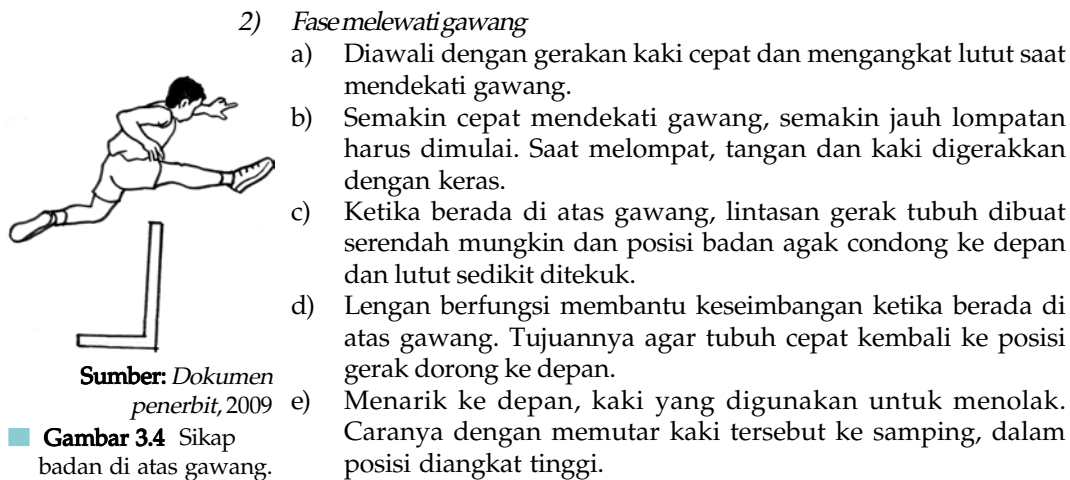 2) Fase melewati gawang
a) Diawali dengan gerakan kaki cepat dan mengangkat lutut saat
mendekati gawang.
b) Semakin cepat mendekati gawang, semakin jauh lompatan
harus dimulai. Saat melompat, tangan dan kaki digerakkan
dengan keras.
c) Ketika berada di atas gawang, lintasan gerak tubuh dibuat
serendah mungkin dan posisi badan agak condong ke depan
dan lutut sedikit ditekuk.
d) Lengan berfungsi membantu keseimbangan ketika berada di
atas gawang. Tujuannya agar tubuh cepat kembali ke posisi
gerak dorong ke depan.
e) Menarik ke depan, kaki yang digunakan untuk menolak.
Caranya dengan memutar kaki tersebut ke samping, dalam
posisi diangkat tinggi.
Sumber: Dokumen
penerbit, 2009
Gambar 3.4 Sikap
badan di atas gawang.